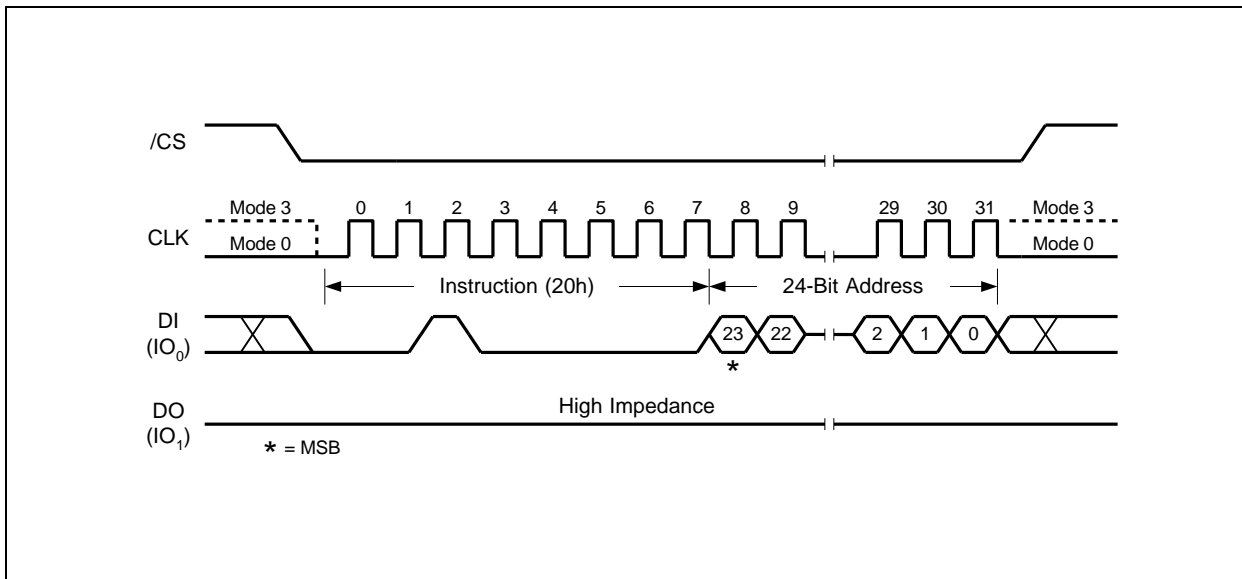 /CS
Mode 3 0 1 2 3 4 5 6 7 8 9 29 30 31 Mode 3
CLK
Mode 0 Mode 0
Instruction (20h) 24-Bit Address
DI
(IO0) 23 22 2 1 0
*
DO High Impedance
(IO1)
* = MSB